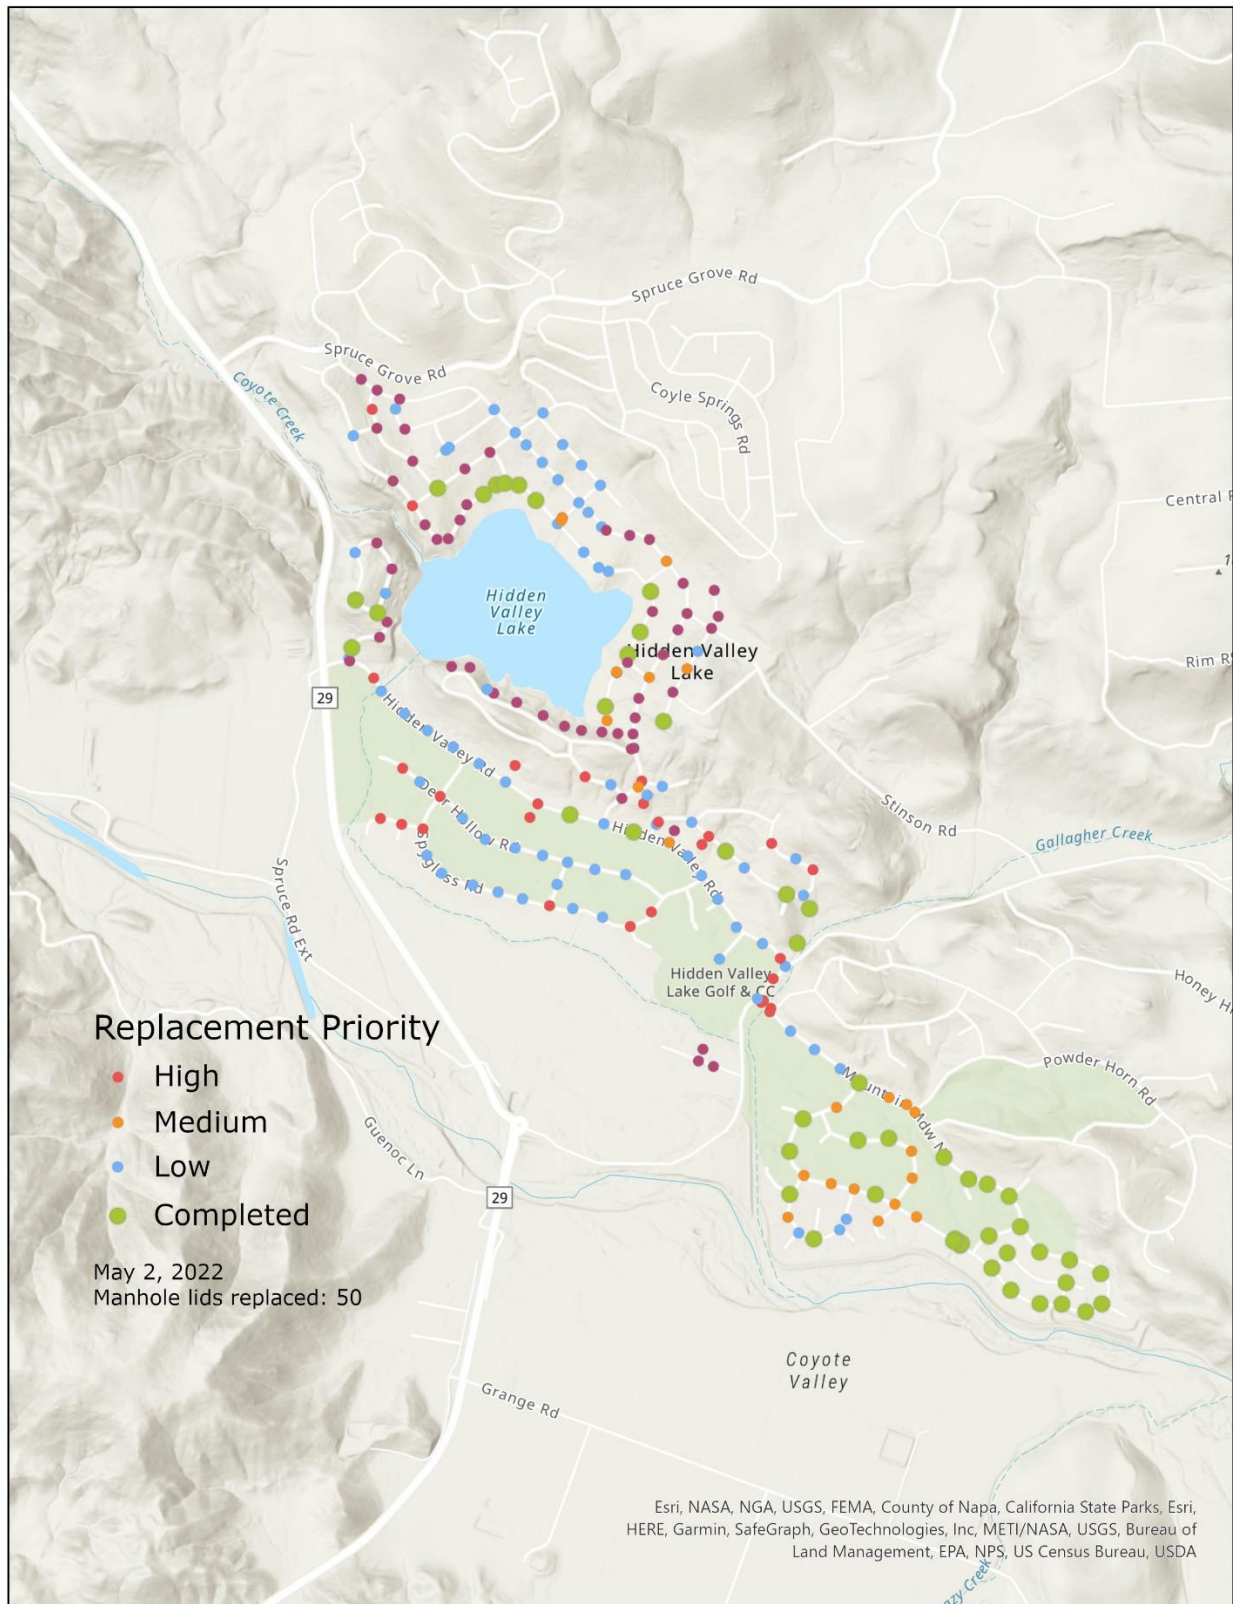 Spruce Grove Rd
Spruce Grove Rd
Coyote Creek
Coyle Springs
Rd
Central
Hidden
Valley
Lake
Hidden Valley
Lake
Rim
29
Hidden Valley Rd
Stinson Rd
Gallagher Creek
Deer Hollow Rd
Hidden Valley Rd
Spyglass Rd
Spruce Rd Ext
Hidden Valley
Lake Golf & CC
Honey
Replacement Priority
High
Medium
Low
Completed
May 2, 2022
Manhole lids replaced: 50
Mountain Mdw
Powder Horn Rd
Guenoc Ln
29
Coyote
Valley
Grange Rd
Esri, NASA, NGA, USGS, FEMA, County of Napa, California State Parks, Esri,
HERE, Garmin, SafeGraph, GeoTechnologies, Inc, METI/NASA, USGS, Bureau of
Land Management, EPA, NPS, US Census Bureau, USDA
Creek